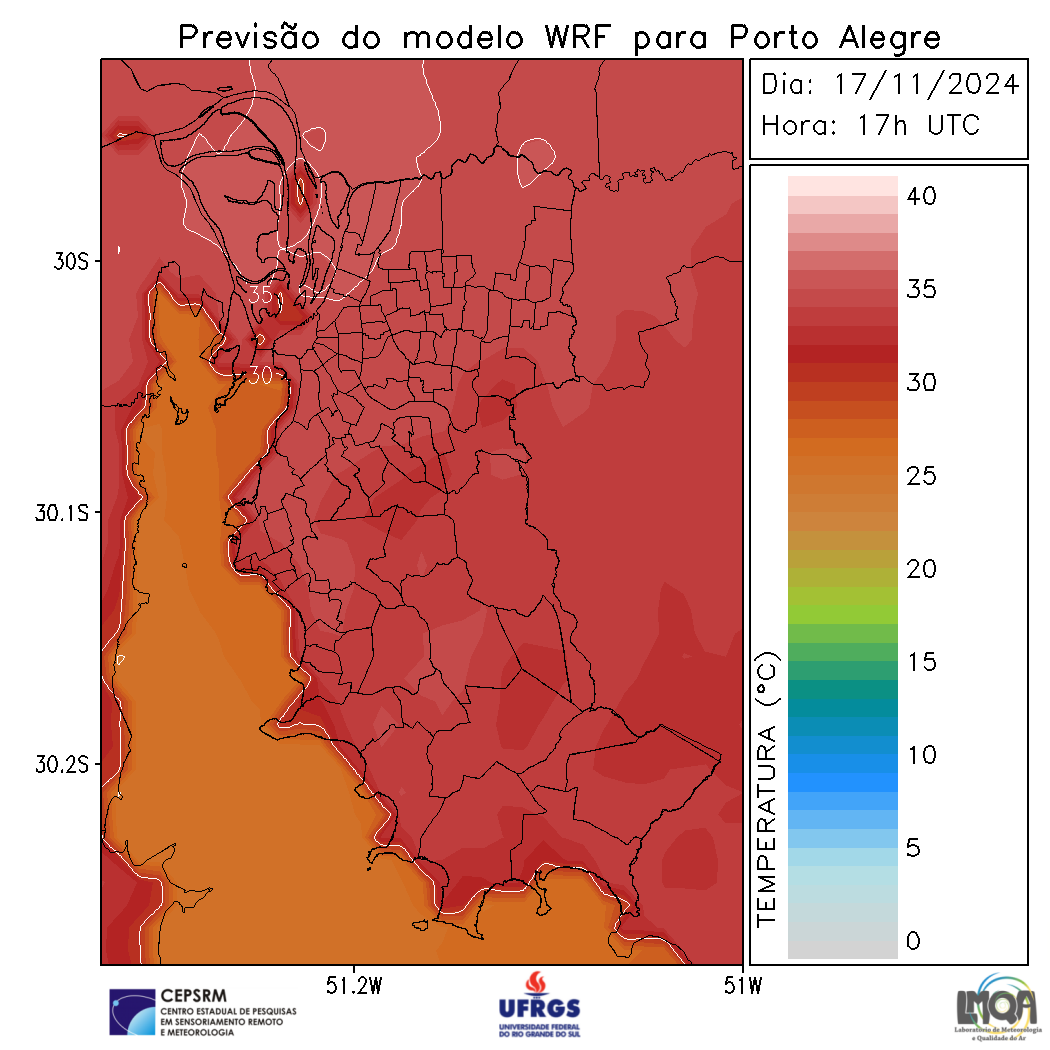 Previsão do modelo WRF para Porto Alegre
Dia: 17/11/2024
Hora: 17h UTC
40
35
30
25
20
15
10
5
0
TEMPERATURA (°C)
30S
30.1S
30.2S
35
30
51.2W
51W
CEPSRM
CENTRO ESTADUAL DE PESQUISAS
EM SENSORIAMENTO REMOTO
E METEOROLOGIA
UFRGS
UNIVERSIDADE FEDERAL
DO RIO GRANDE DO SUL
LMQA
Laboratório de Meteorologia
e Qualidade do Ar